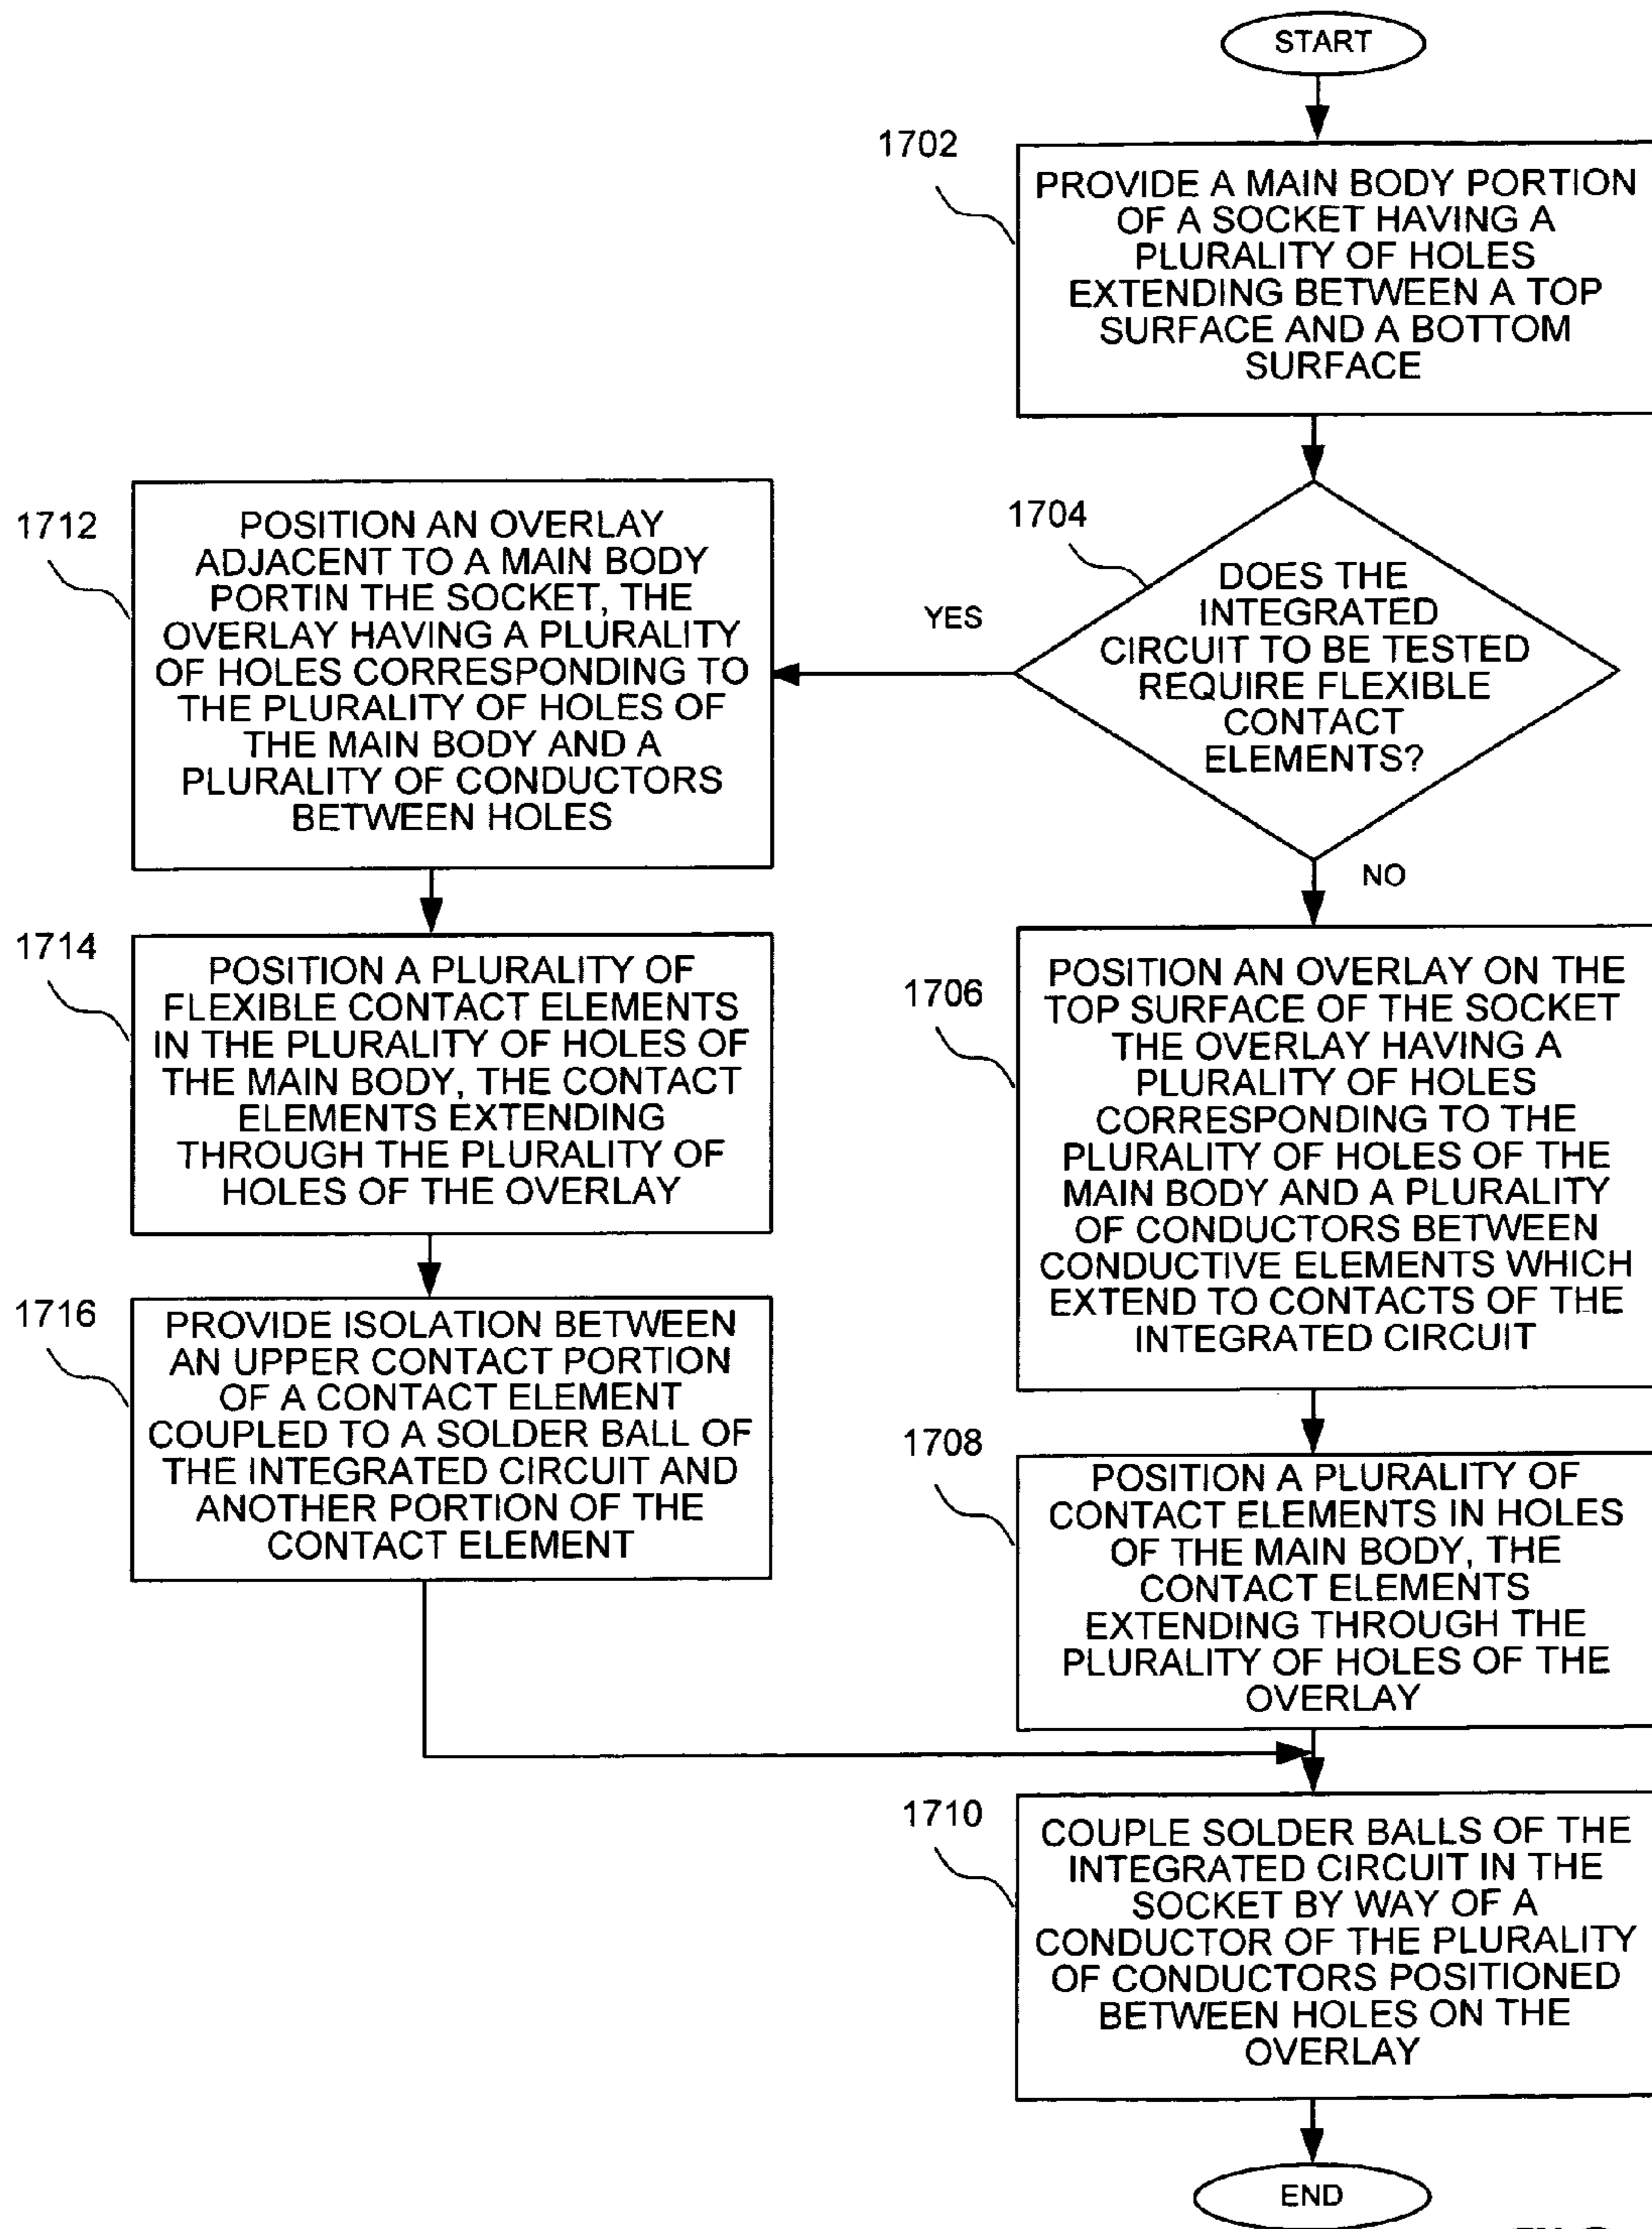 START
1702
PROVIDE A MAIN BODY PORTION
OF A SOCKET HAVING A
PLURALITY OF HOLES
EXTENDING BETWEEN A TOP
SURFACE AND A BOTTOM
SURFACE
1704
DOES THE
INTEGRATED
CIRCUIT TO BE TESTED
REQUIRE FLEXIBLE
CONTACT
ELEMENTS?
YES
NO
1712
POSITION AN OVERLAY
ADJACENT TO A MAIN BODY
PORTIN THE SOCKET, THE
OVERLAY HAVING A PLURALITY
OF HOLES CORRESPONDING TO
THE PLURALITY OF HOLES OF
THE MAIN BODY AND A
PLURALITY OF CONDUCTORS
BETWEEN HOLES
1714
POSITION A PLURALITY OF
FLEXIBLE CONTACT ELEMENTS
IN THE PLURALITY OF HOLES OF
THE MAIN BODY, THE CONTACT
ELEMENTS EXTENDING
THROUGH THE PLURALITY OF
HOLES OF THE OVERLAY
1716
PROVIDE ISOLATION BETWEEN
AN UPPER CONTACT PORTION
OF A CONTACT ELEMENT
COUPLED TO A SOLDER BALL OF
THE INTEGRATED CIRCUIT AND
ANOTHER PORTION OF THE
CONTACT ELEMENT
1706
POSITION AN OVERLAY ON THE
TOP SURFACE OF THE SOCKET
THE OVERLAY HAVING A
PLURALITY OF HOLES
CORRESPONDING TO THE
PLURALITY OF HOLES OF THE
MAIN BODY AND A PLURALITY
OF CONDUCTORS BETWEEN
CONDUCTIVE ELEMENTS WHICH
EXTEND TO CONTACTS OF THE
INTEGRATED CIRCUIT
1708
POSITION A PLURALITY OF
CONTACT ELEMENTS IN HOLES
OF THE MAIN BODY, THE
CONTACT ELEMENTS
EXTENDING THROUGH THE
PLURALITY OF HOLES OF THE
OVERLAY
1710
COUPLE SOLDER BALLS OF THE
INTEGRATED CIRCUIT IN THE
SOCKET BY WAY OF A
CONDUCTOR OF THE PLURALITY
OF CONDUCTORS POSITIONED
BETWEEN HOLES ON THE
OVERLAY
END